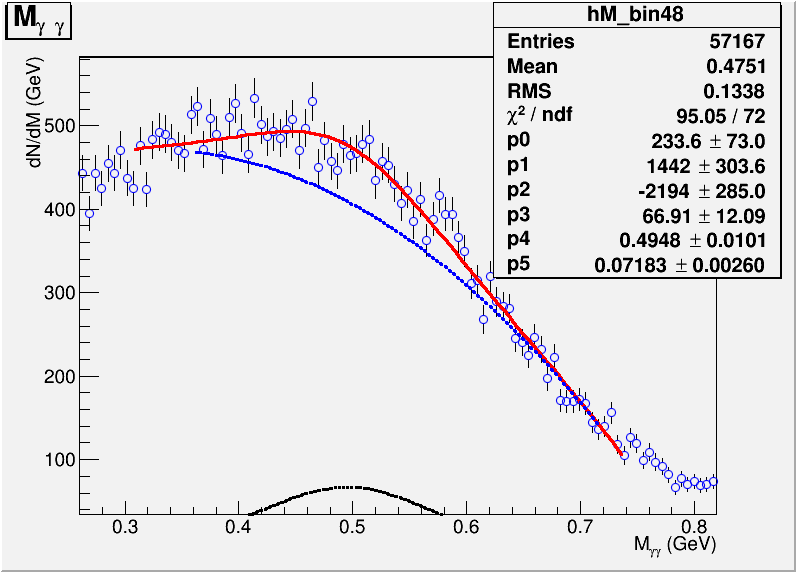 M γ γ
hM_bin48
Entries 57167
Mean 0.4751
RMS 0.1338
χ² / ndf 95.05 / 72
p0 233.6 ± 73.0
p1 1442 ± 303.6
p2 -2194 ± 285.0
p3 66.91 ± 12.09
p4 0.4948 ± 0.0101
p5 0.07183 ± 0.00260
dN/dM (GeV)
500
400
300
200
100
0.3 0.4 0.5 0.6 0.7 0.8
Mγγ (GeV)